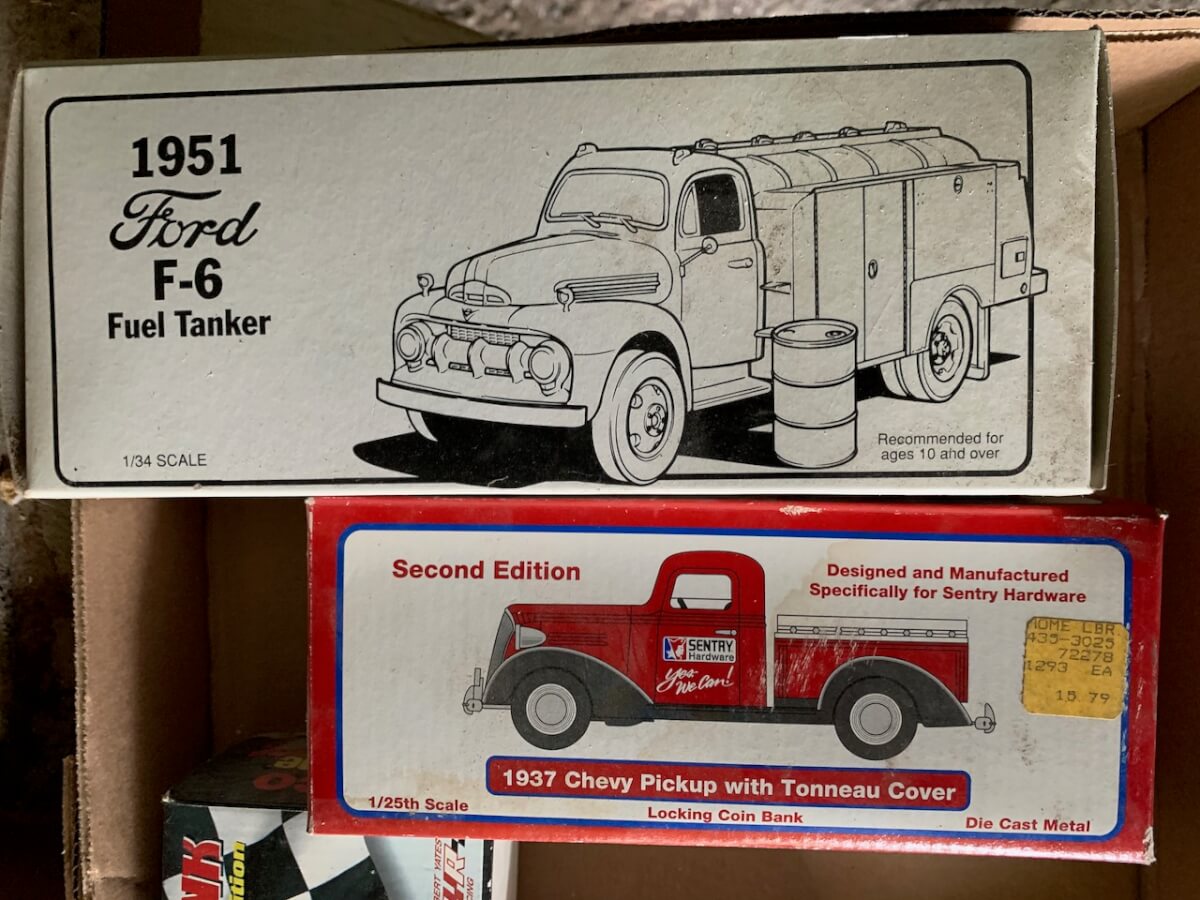 1951
Ford
F-6
Fuel Tanker
1/34 SCALE
Recommended for
ages 10 and over
Second Edition
Designed and Manufactured
Specifically for Sentry Hardware
SENTRY
Hardware
Yes
We Can!
HOME LBR
435-3025
72278
1293 EA
15.79
1937 Chevy Pickup with Tonneau Cover
1/25th Scale
Locking Coin Bank
Die Cast Metal